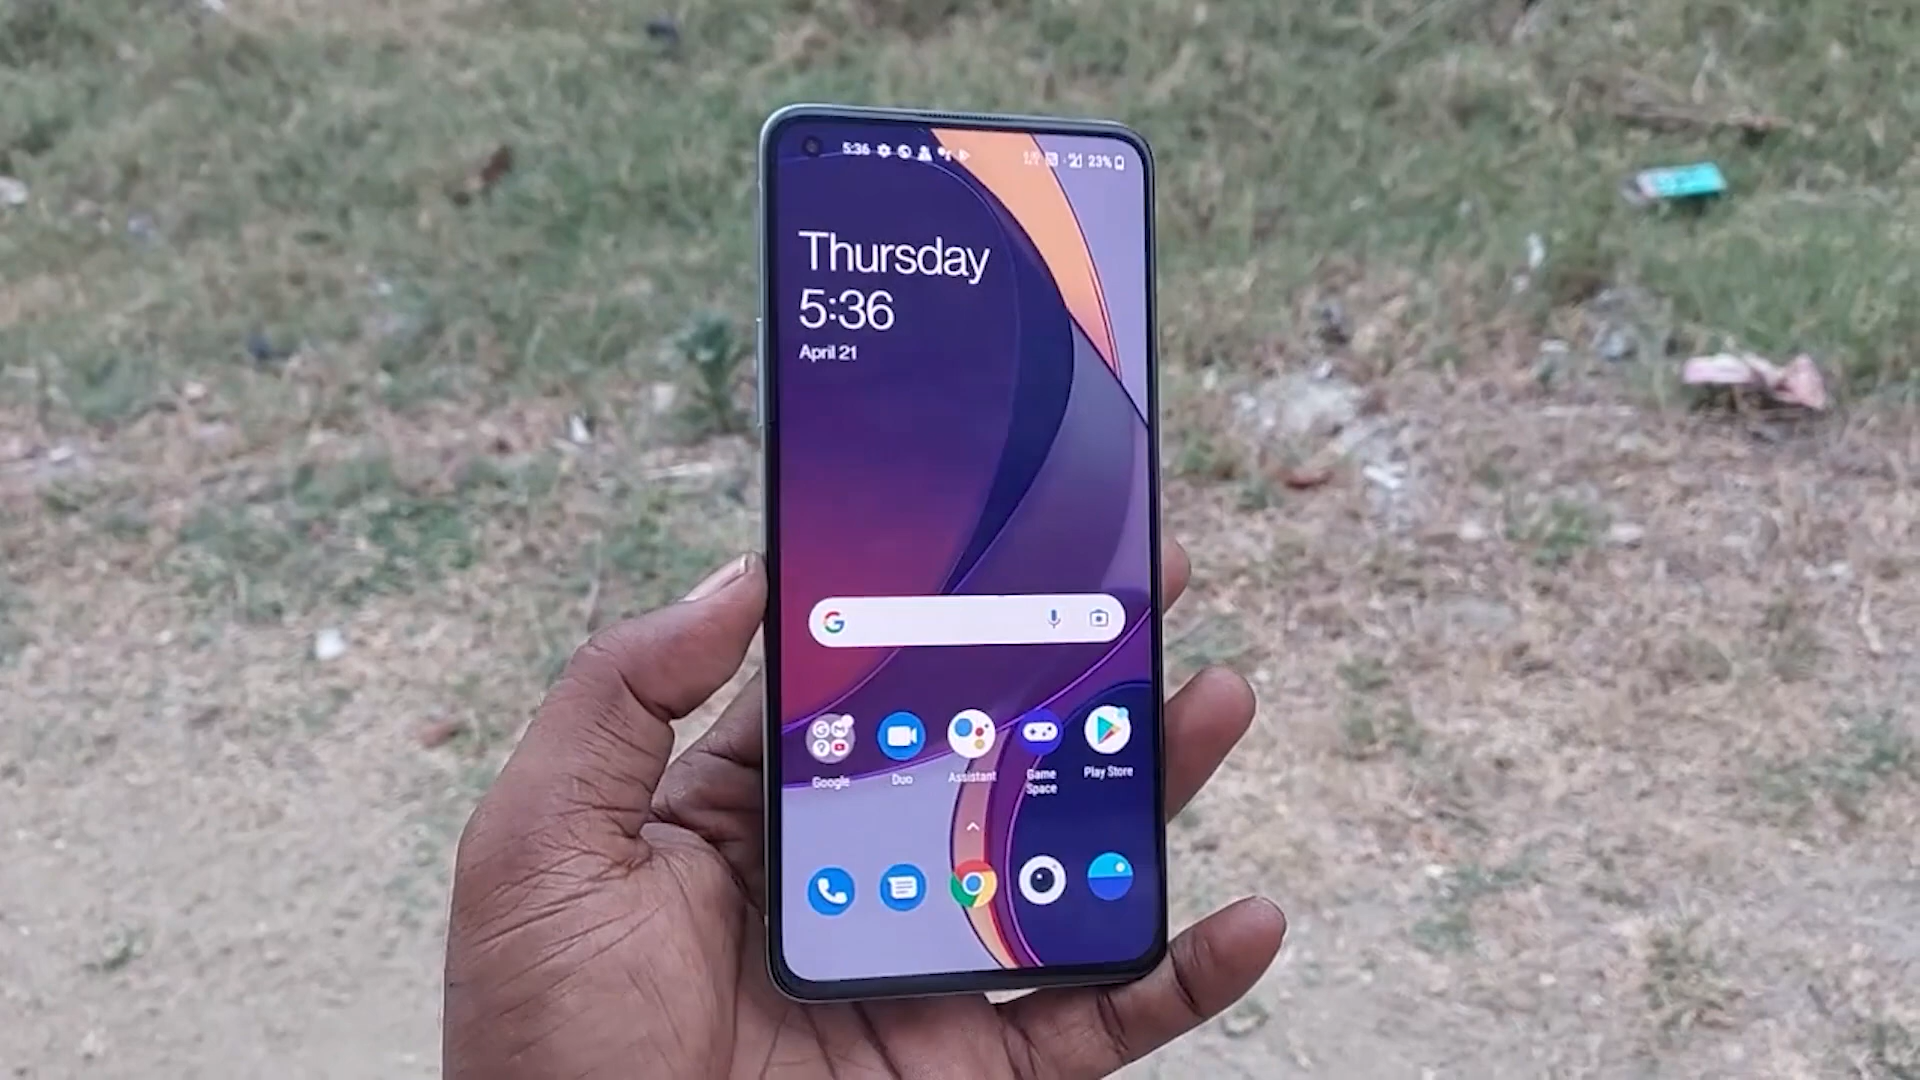 5:36
23%
Thursday
5:36
April 21
Google
Duo
Assistant
Game
Space
Play Store